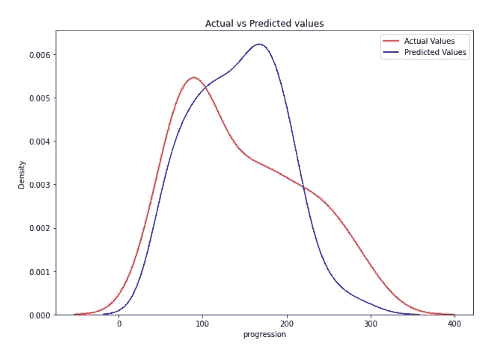 Actual vs Predicted values
Actual Values
Predicted Values
0.006
0.005
0.004
0.003
0.002
0.001
0.000
Density
0
100
200
300
400
progression